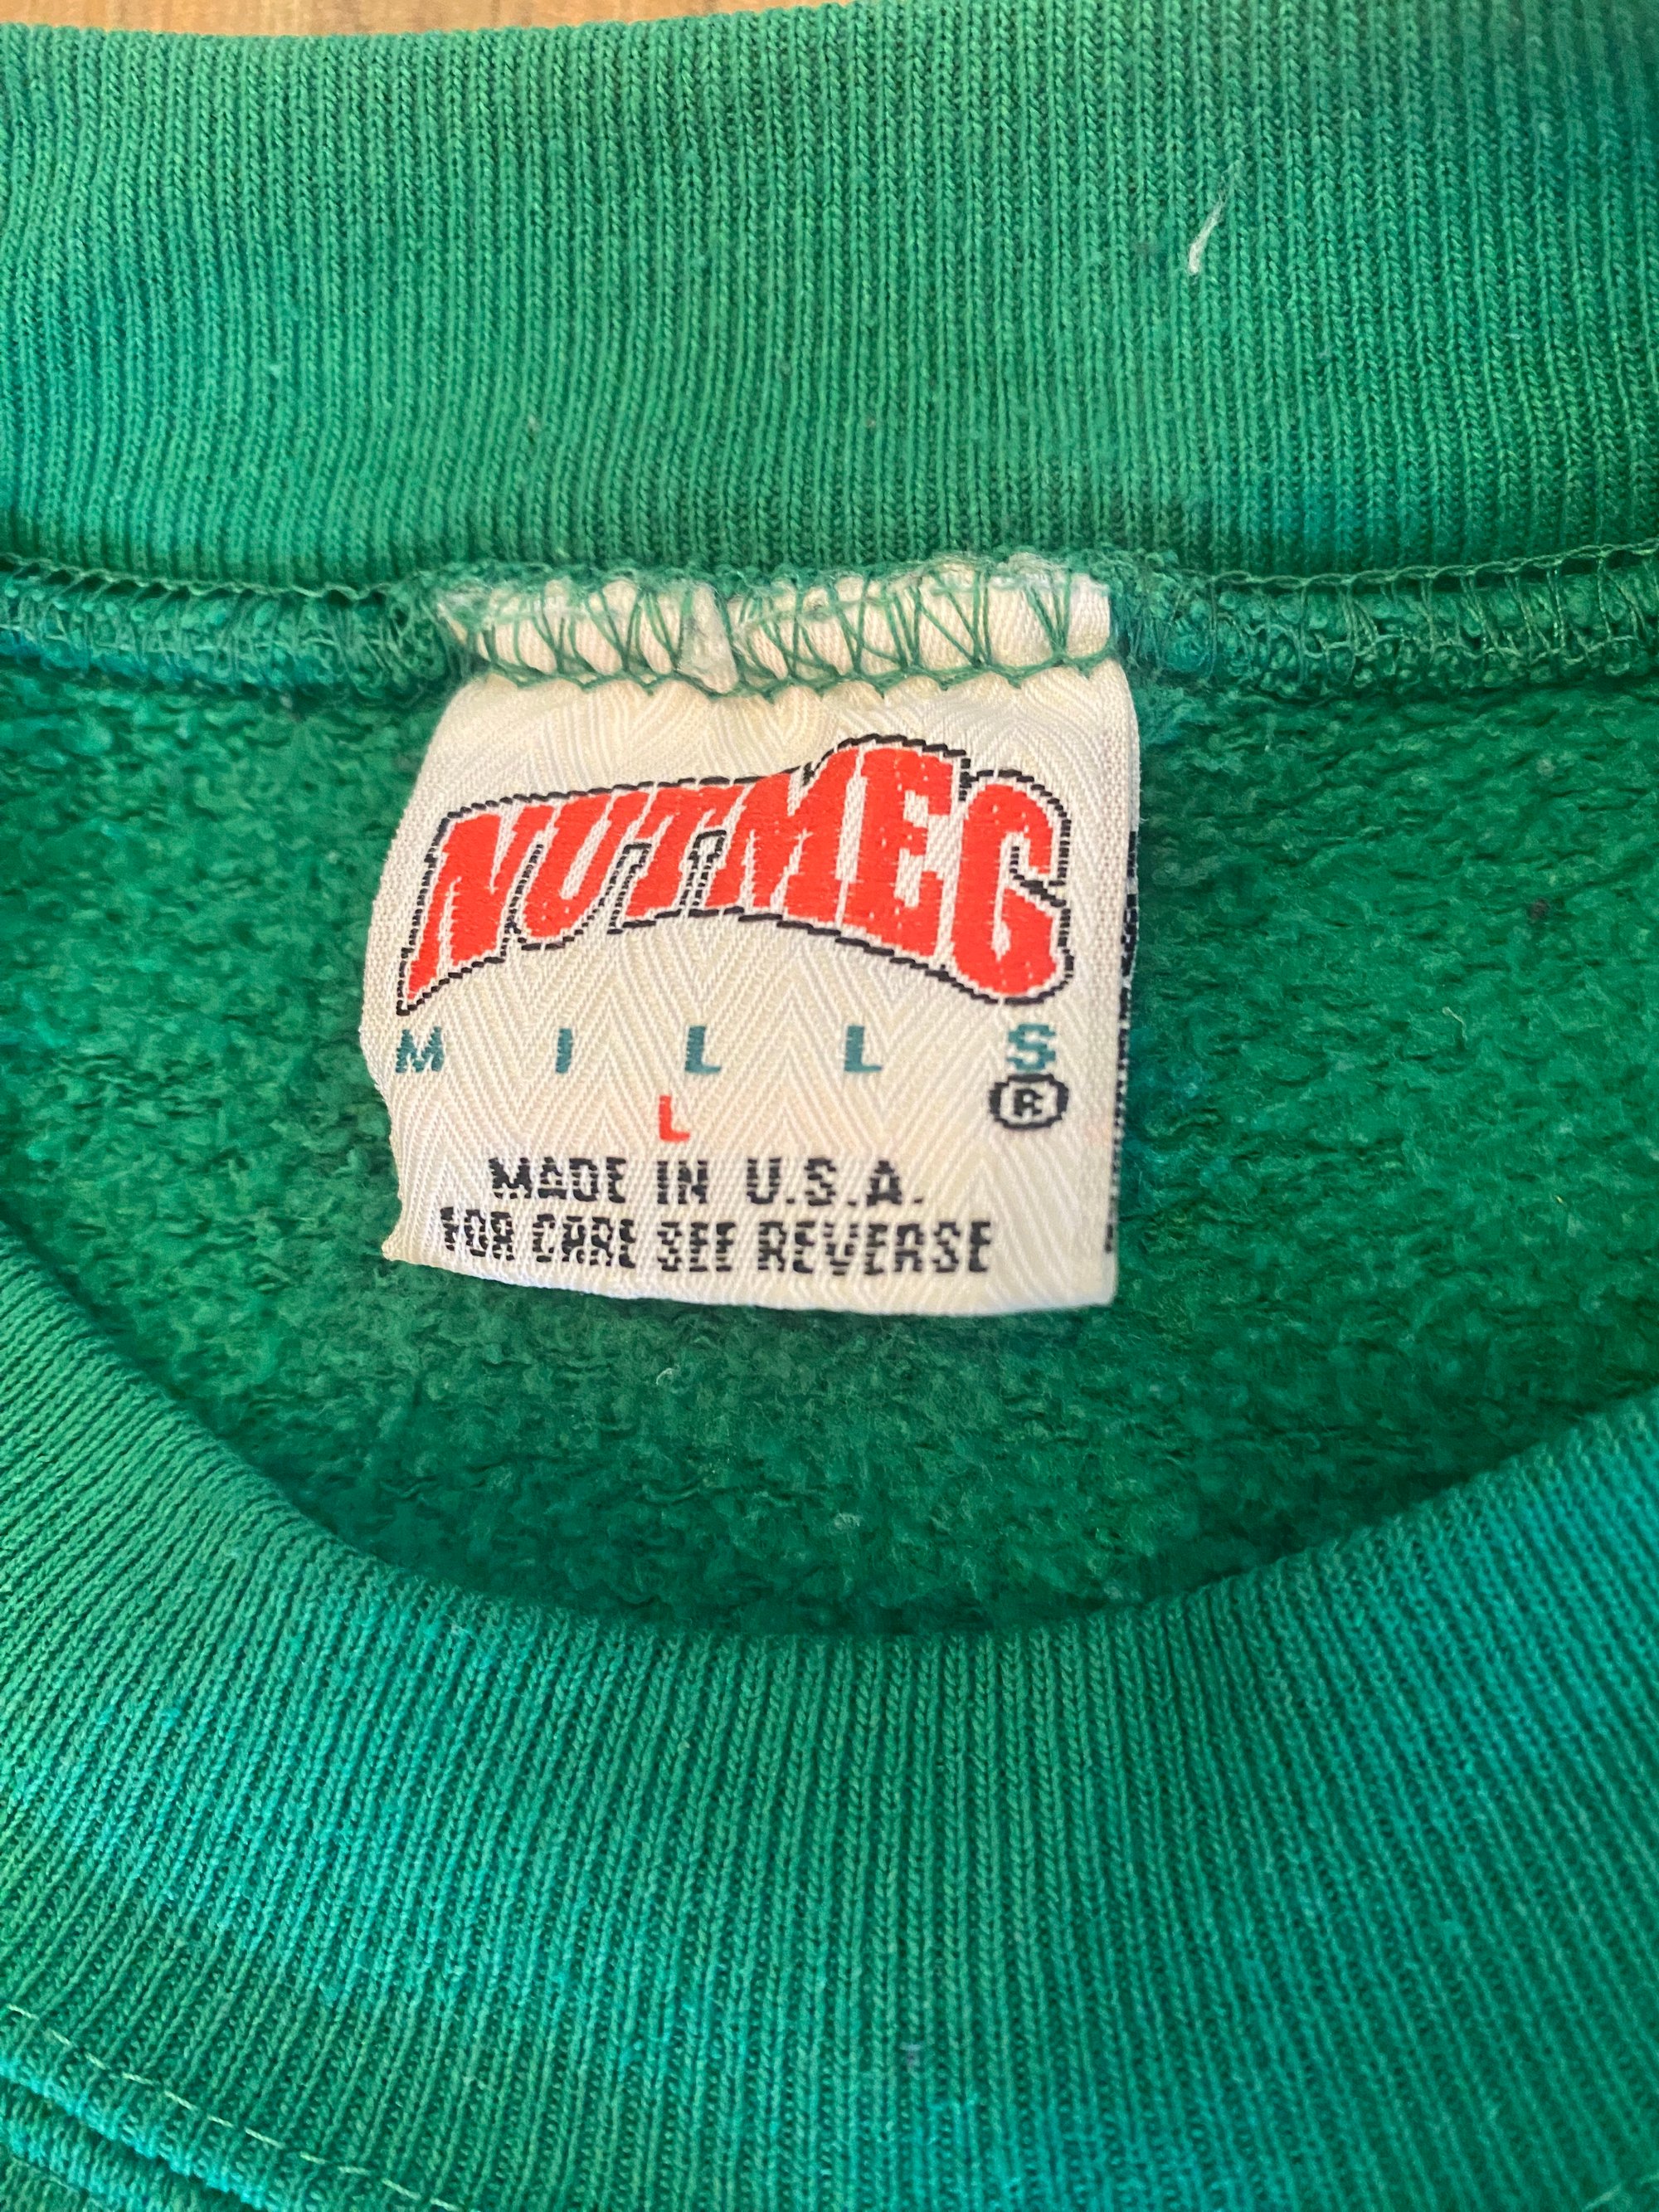 NUTMEG
MILLS
®
L
MADE IN U.S.A.
FOR CARE SEE REVERSE